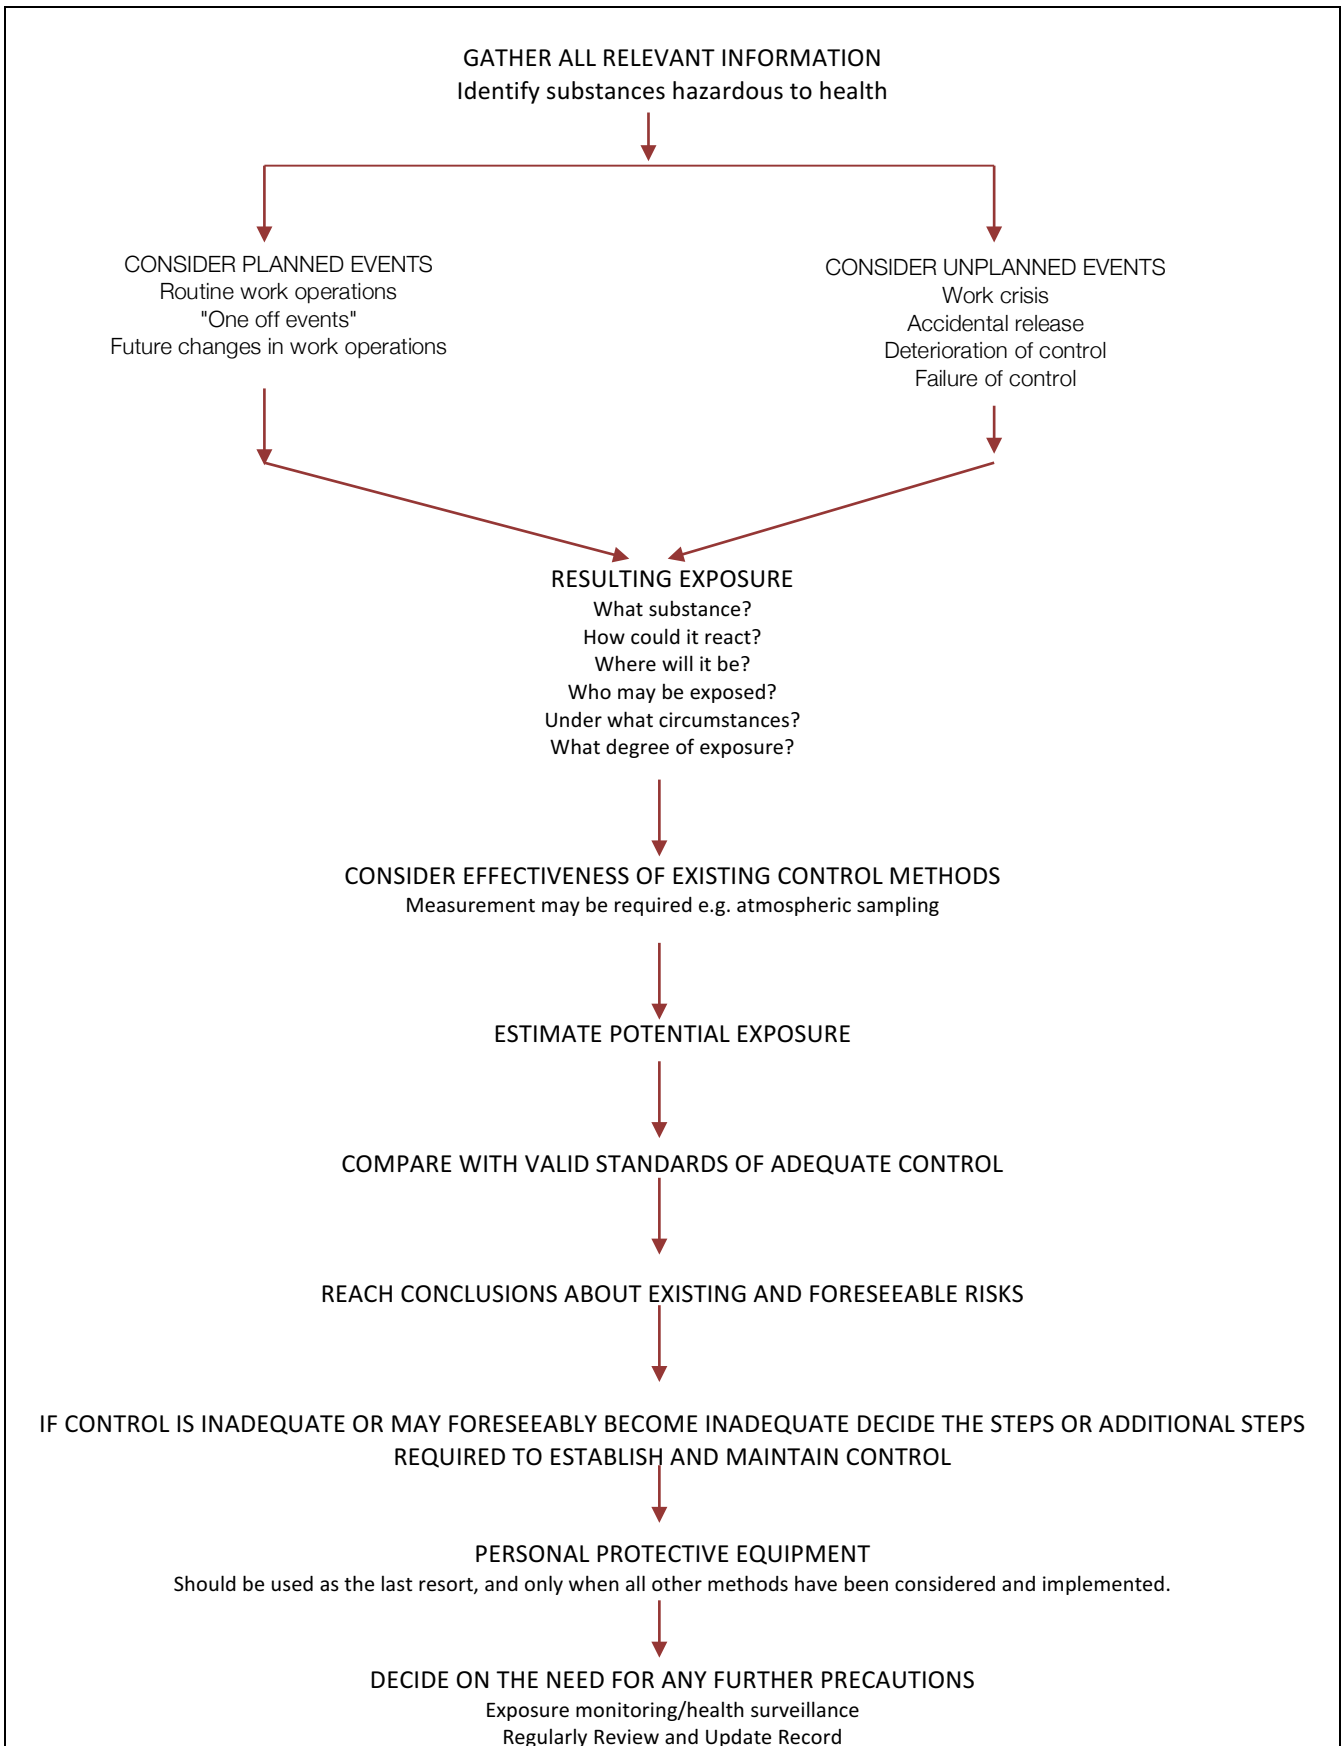 GATHER ALL RELEVANT INFORMATION
Identify substances hazardous to health
CONSIDER PLANNED EVENTS
Routine work operations
"One off events"
Future changes in work operations
CONSIDER UNPLANNED EVENTS
Work crisis
Accidental release
Deterioration of control
Failure of control
RESULTING EXPOSURE
What substance?
How could it react?
Where will it be?
Who may be exposed?
Under what circumstances?
What degree of exposure?
CONSIDER EFFECTIVENESS OF EXISTING CONTROL METHODS
Measurement may be required e.g. atmospheric sampling
ESTIMATE POTENTIAL EXPOSURE
COMPARE WITH VALID STANDARDS OF ADEQUATE CONTROL
REACH CONCLUSIONS ABOUT EXISTING AND FORESEEABLE RISKS
IF CONTROL IS INADEQUATE OR MAY FORESEEABLY BECOME INADEQUATE DECIDE THE STEPS OR ADDITIONAL STEPS
REQUIRED TO ESTABLISH AND MAINTAIN CONTROL
PERSONAL PROTECTIVE EQUIPMENT
Should be used as the last resort, and only when all other methods have been considered and implemented.
DECIDE ON THE NEED FOR ANY FURTHER PRECAUTIONS
Exposure monitoring/health surveillance
Regularly Review and Update Record